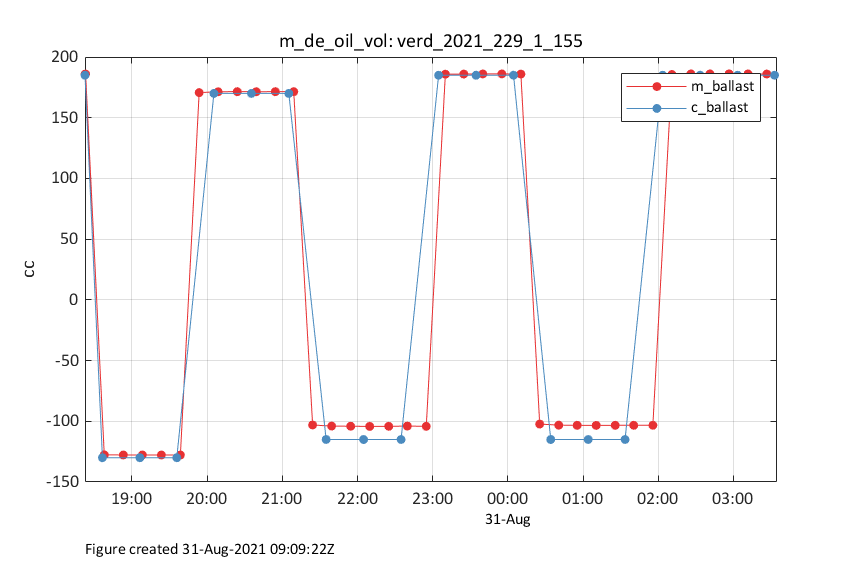 m_de_oil_vol: verd_2021_229_1_155
200
150
100
50
0
-50
-100
-150
cc
m_ballast
c_ballast
19:00 20:00 21:00 22:00 23:00 00:00 01:00 02:00 03:00
31-Aug
Figure created 31-Aug-2021 09:09:22Z